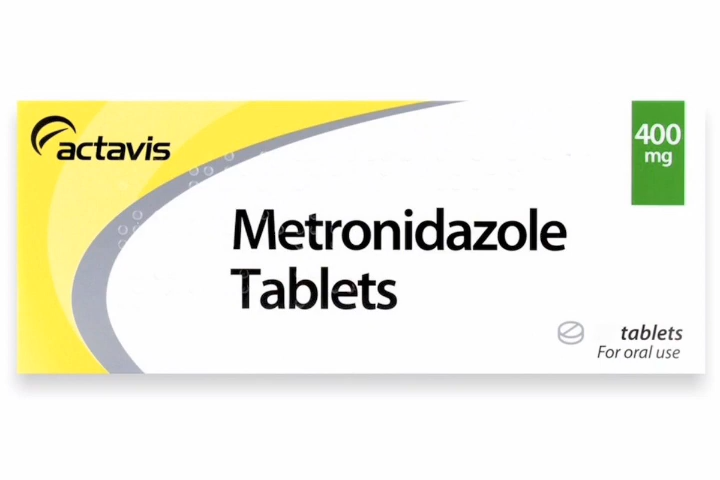 actavis
400
mg
Metronidazole
Tablets
tablets
For oral use